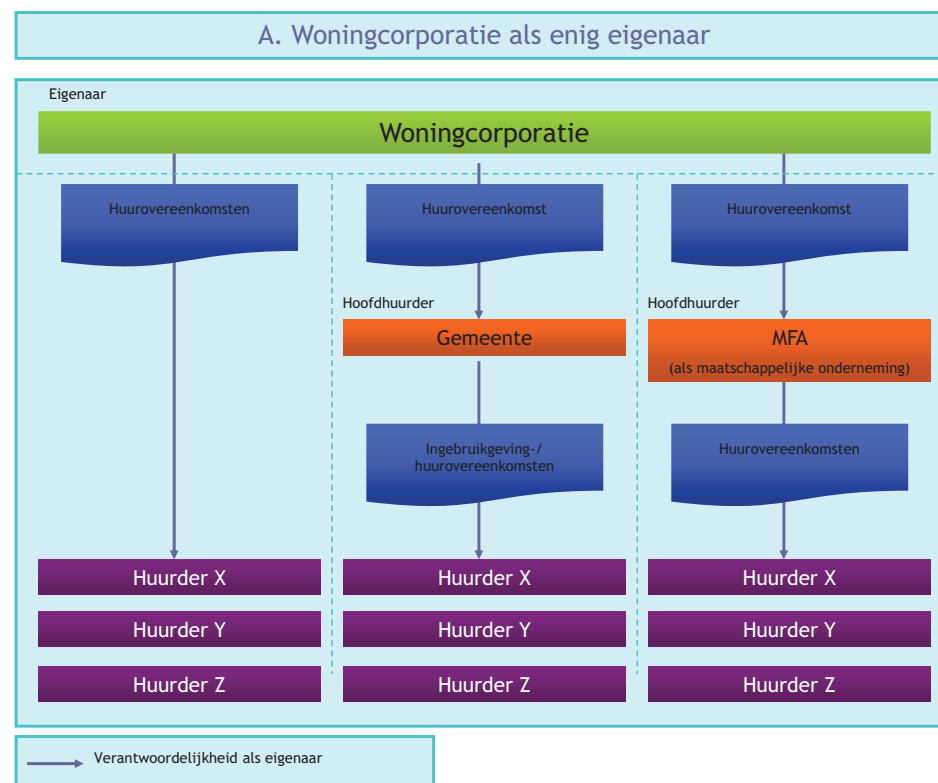 A. Woningcorporatie als enig eigenaar
Eigenaar
Woningcorporatie
Huurovereenkomsten
Huurovereenkomst
Huurovereenkomst
Hoofdhuurder
Hoofdhuurder
Gemeente
MFA
(als maatschappelijke onderneming)
Ingebruikgeving-/
huurovereenkomsten
Huurovereenkomsten
Huurder X
Huurder X
Huurder X
Huurder Y
Huurder Y
Huurder Y
Huurder Z
Huurder Z
Huurder Z
Verantwoordelijkheid als eigenaar